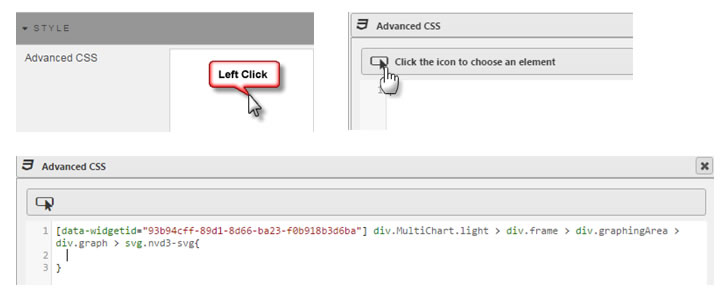 STYLE
Advanced CSS
Left Click
Advanced CSS
Click the icon to choose an element
1
Advanced CSS
1 [data-widgetid="93b94cff-89d1-8d66-ba23-f0b918b3d6ba"] div.MultiChart.light > div.frame > div.graphingArea >
div.graph > svg.nvd3-svg{
2
3 }